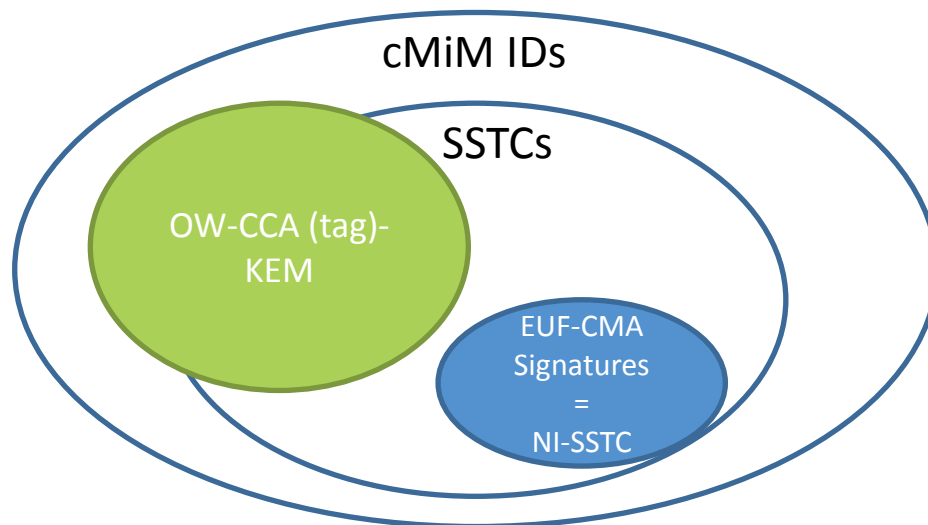 cMiM IDs
SSTCs
OW-CCA (tag)-
KEM
EUF-CMA
Signatures
=
NI-SSTC